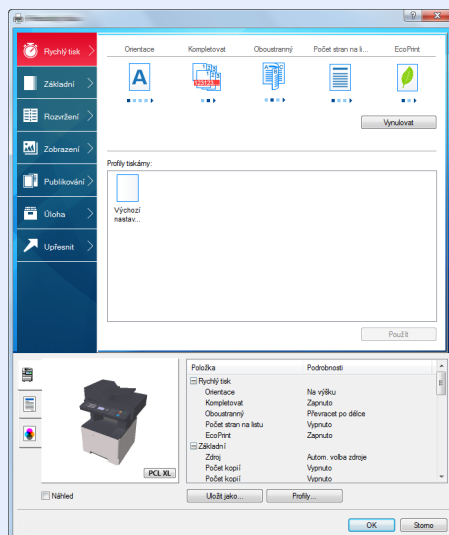 Rychlý tisk
Základní
Rozvržení
Zobrazení
Publikování
Úloha
Upřesnit
Orientace Kompletovat Oboustranný Počet stran na li... EcoPrint
A
123123
A B C
Vynulovat
Profily tiskárny:
Výchozí
nastav...
Použít
Položka Podrobnosti
Rychlý tisk
Orientace Na výšku
Kompletovat Zapnuto
Oboustranný Převracet po délce
Počet stran na listu Vypnuto
EcoPrint Zapnuto
Základní
Zdroj Autom. volba zdroje
Počet kopií Vypnuto
Počet kopií Vypnuto
PCL XL
Náhled
Uložit jako... Profily...
OK Storno